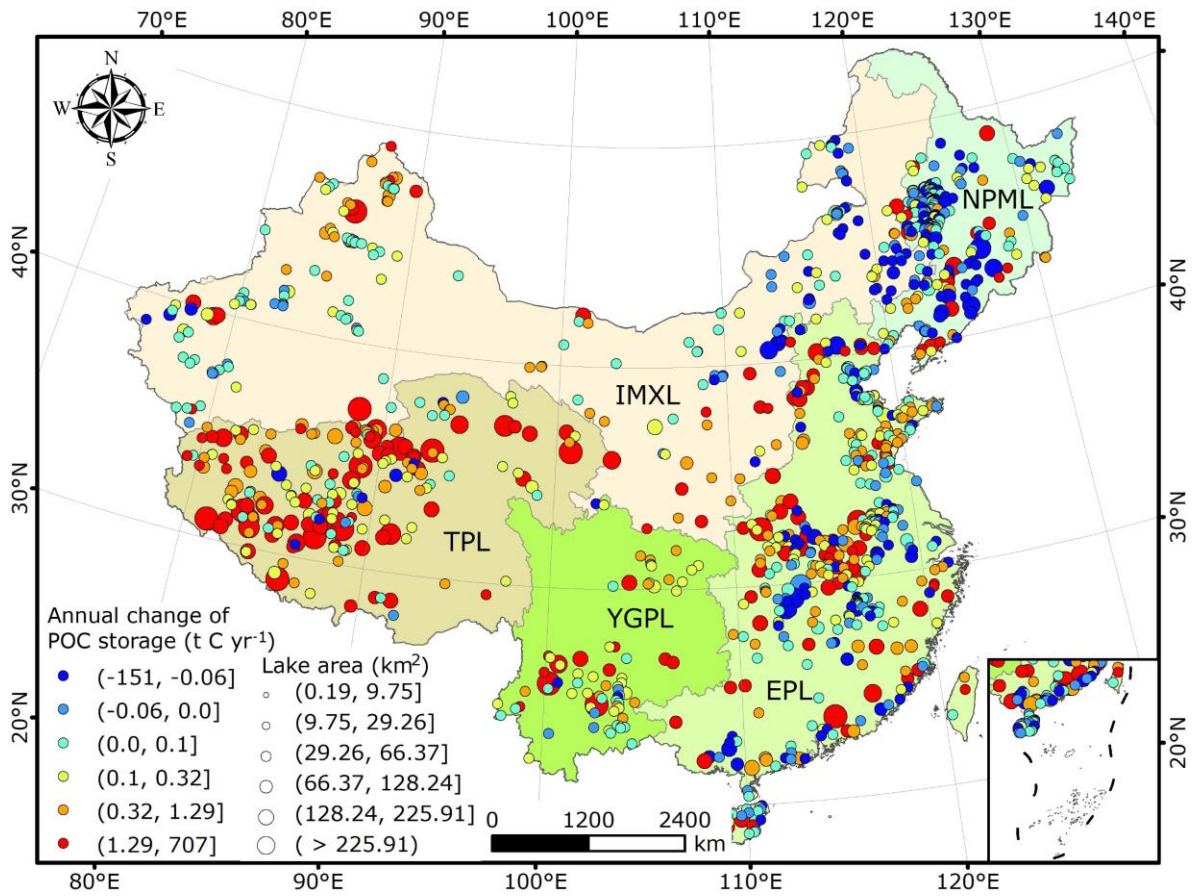 70°E 80°E 90°E 100°E 110°E 120°E 130°E 140°E
N
W E
S
40°N
30°N
20°N
40°N
30°N
20°N
NPML
IMXL
TPL
YGPL
EPL
Annual change of
POC storage (t C yr⁻¹)
(-151, -0.06]
(-0.06, 0.0]
(0.0, 0.1]
(0.1, 0.32]
(0.32, 1.29]
(1.29, 707]
Lake area (km²)
(0.19, 9.75]
(9.75, 29.26]
(29.26, 66.37]
(66.37, 128.24]
(128.24, 225.91]
( > 225.91)
0 1200 2400
km
80°E 90°E 100°E 110°E 120°E